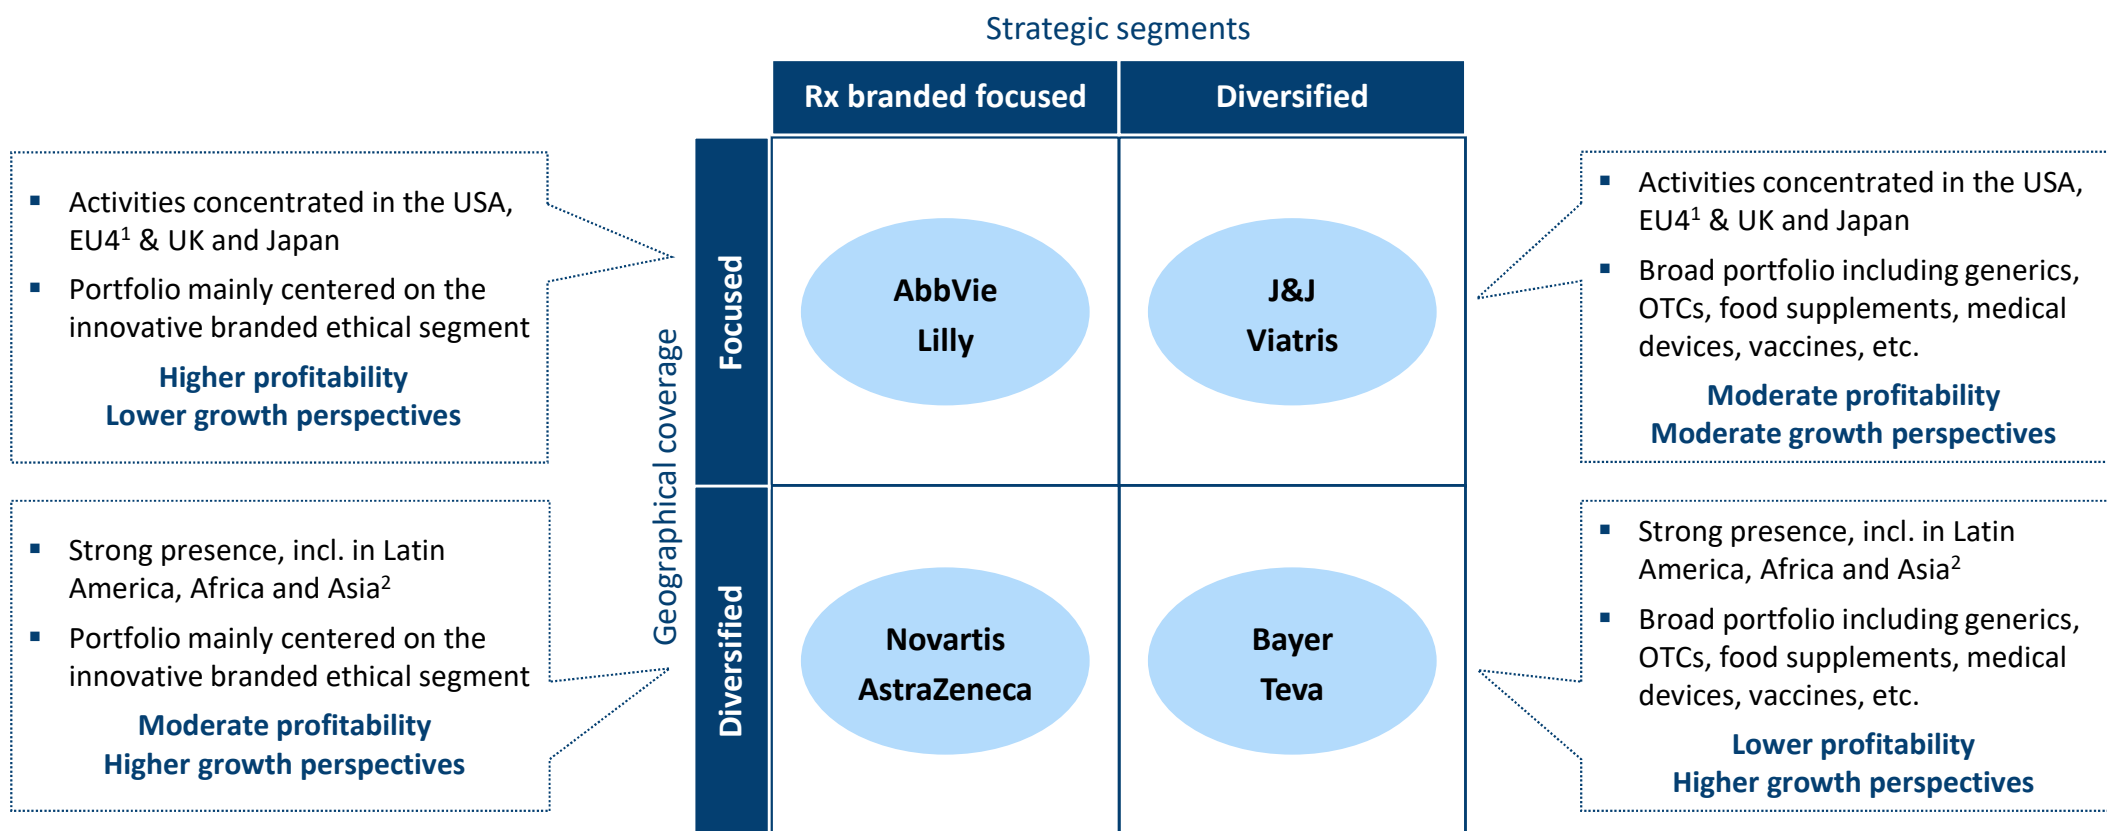 Strategic segments
Rx branded focused
Diversified
Geographical coverage
Focused
Diversified
▪ Activities concentrated in the USA,
EU4¹ & UK and Japan
▪ Portfolio mainly centered on the
innovative branded ethical segment
Higher profitability
Lower growth perspectives
AbbVie
Lilly
J&J
Viatris
▪ Activities concentrated in the USA,
EU4¹ & UK and Japan
▪ Broad portfolio including generics,
OTCs, food supplements, medical
devices, vaccines, etc.
Moderate profitability
Moderate growth perspectives
▪ Strong presence, incl. in Latin
America, Africa and Asia²
▪ Portfolio mainly centered on the
innovative branded ethical segment
Moderate profitability
Higher growth perspectives
Novartis
AstraZeneca
Bayer
Teva
▪ Strong presence, incl. in Latin
America, Africa and Asia²
▪ Broad portfolio including generics,
OTCs, food supplements, medical
devices, vaccines, etc.
Lower profitability
Higher growth perspectives